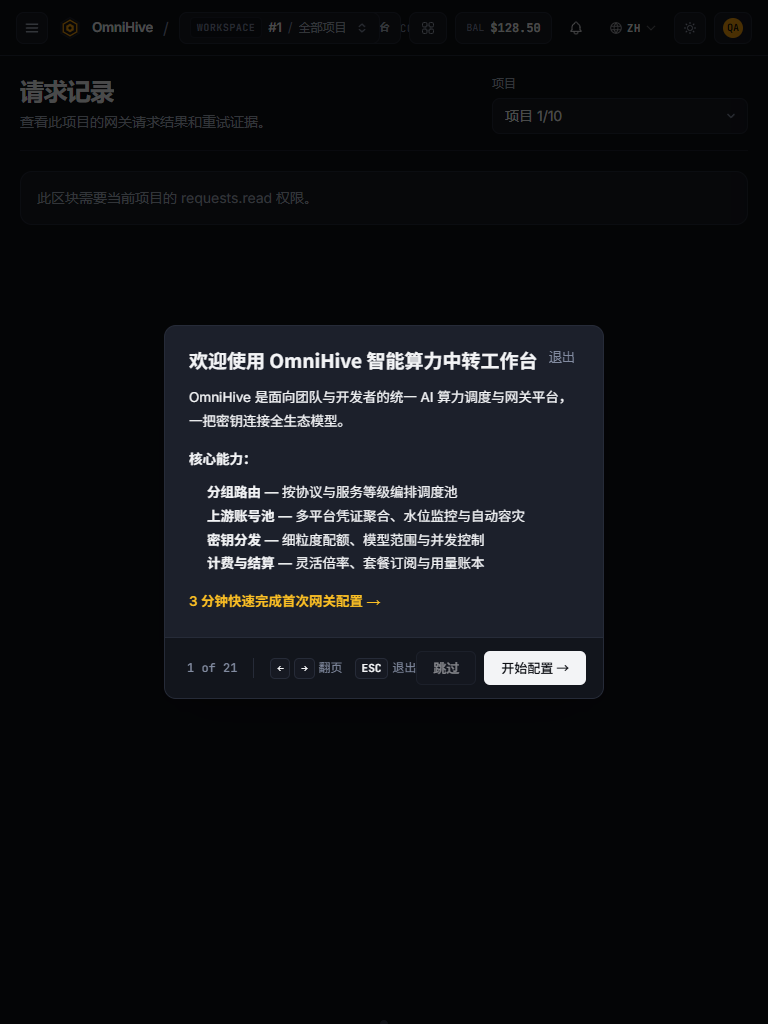 OmniHive / WORKSPACE #1 / 全部项目 BAL $128.50 ZH QA
请求记录
查看此项目的网关请求结果和重试证据。
项目
项目 1/10
此区块需要当前项目的 requests.read 权限。
欢迎使用 OmniHive 智能算力中转工作台 退出
OmniHive 是面向团队与开发者的统一 AI 算力调度与网关平台，
一把密钥连接全生态模型。
核心能力：
分组路由 — 按协议与服务等级编排调度池
上游账号池 — 多平台凭证聚合、水位监控与自动容灾
密钥分发 — 细粒度配额、模型范围与并发控制
计费与结算 — 灵活倍率、套餐订阅与用量账本
3 分钟快速完成首次网关配置 →
1 of 21 ← → 翻页 ESC 退出 跳过 开始配置 →